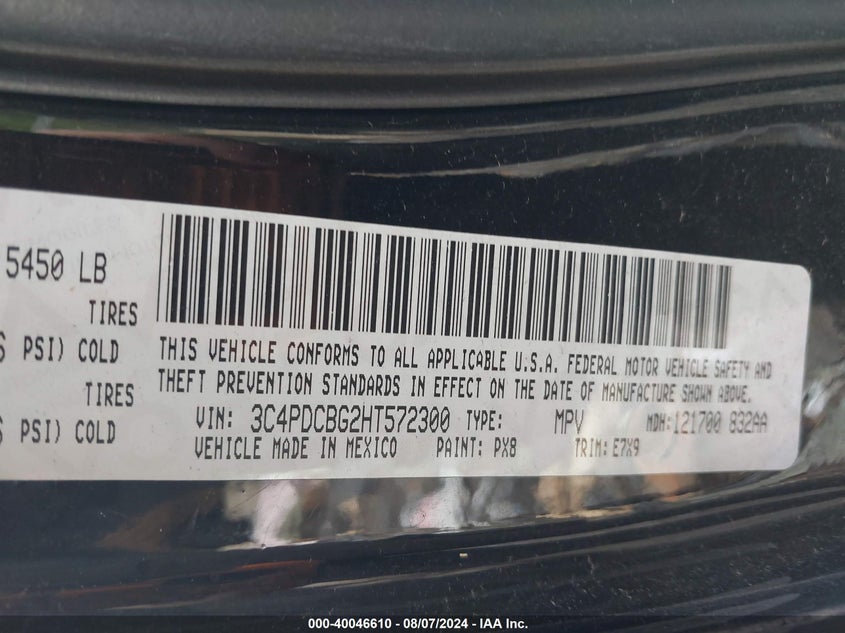 5450 LB
TIRES
PSI) COLD
TIRES
PSI) COLD
THIS VEHICLE CONFORMS TO ALL APPLICABLE U.S.A. FEDERAL MOTOR VEHICLE SAFETY AND
THEFT PREVENTION STANDARDS IN EFFECT ON THE DATE OF MANUFACTURE SHOWN ABOVE.
VIN: 3C4PDCBG2HT572300 TYPE: MPV MDH:121700 832AA
VEHICLE MADE IN MEXICO PAINT: PX8 TRIM: E7X9
000-40046610 - 08/07/2024 - IAA Inc.